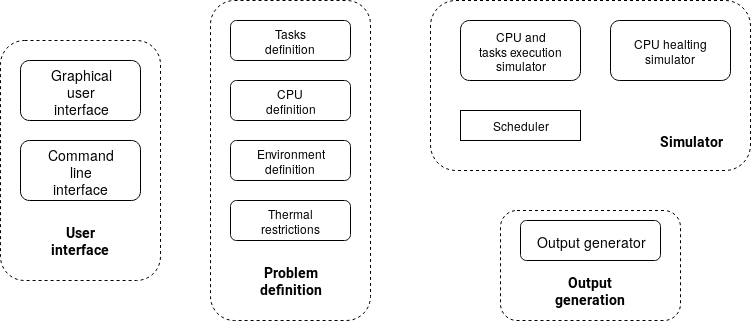 Graphical
user
interface
Command
line
interface
User
interface
Tasks
definition
CPU
definition
Environment
definition
Thermal
restrictions
Problem
definition
CPU and
tasks execution
simulator
CPU healting
simulator
Scheduler
Simulator
Output generator
Output
generation